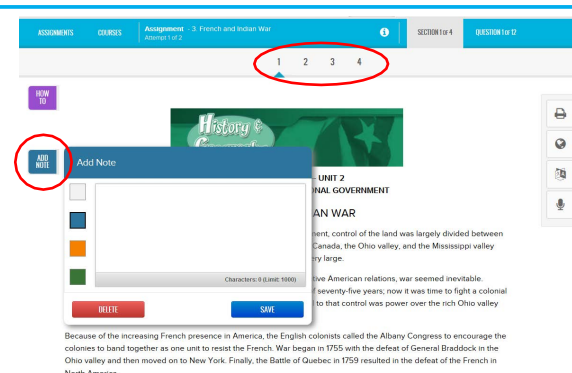 ASSIGNMENTS COURSES Assignment - 3. French and Indian War SECTION 1 of 4 QUESTION 1 of 12
Attempt 1 of 2
1 2 3 4
HOW TO
History &
ADD NOTE
Add Note
UNIT 2
NAL GOVERNMENT
AN WAR
ent, control of the land was largely divided between
Canada, the Ohio valley, and the Mississippi valley
ery large.
tive American relations, war seemed inevitable.
f seventy-five years; now it was time to fight a colonial
l to that control was power over the rich Ohio valley
Characters: 0 (Limit: 1000)
DELETE SAVE
Because of the increasing French presence in America, the English colonists called the Albany Congress to encourage the
colonies to band together as one unit to resist the French. War began in 1755 with the defeat of General Braddock in the
Ohio valley and then moved on to New York. Finally, the Battle of Quebec in 1759 resulted in the defeat of the French in
North America.